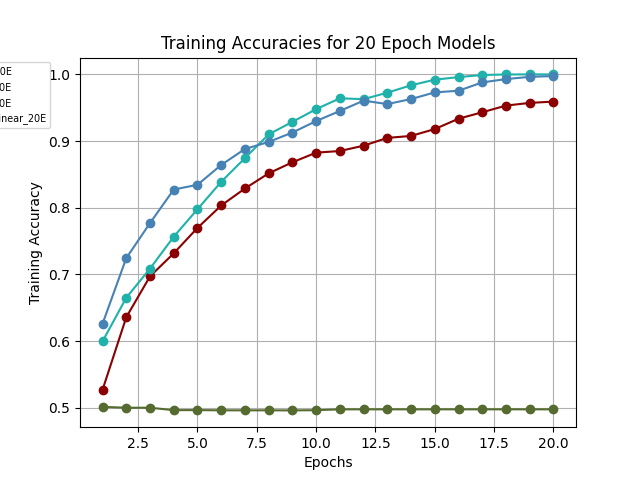 Training Accuracies for 20 Epoch Models
0E
0E
0E
inear_20E
1.0
0.9
0.8
0.7
0.6
0.5
Training Accuracy
2.5 5.0 7.5 10.0 12.5 15.0 17.5 20.0
Epochs